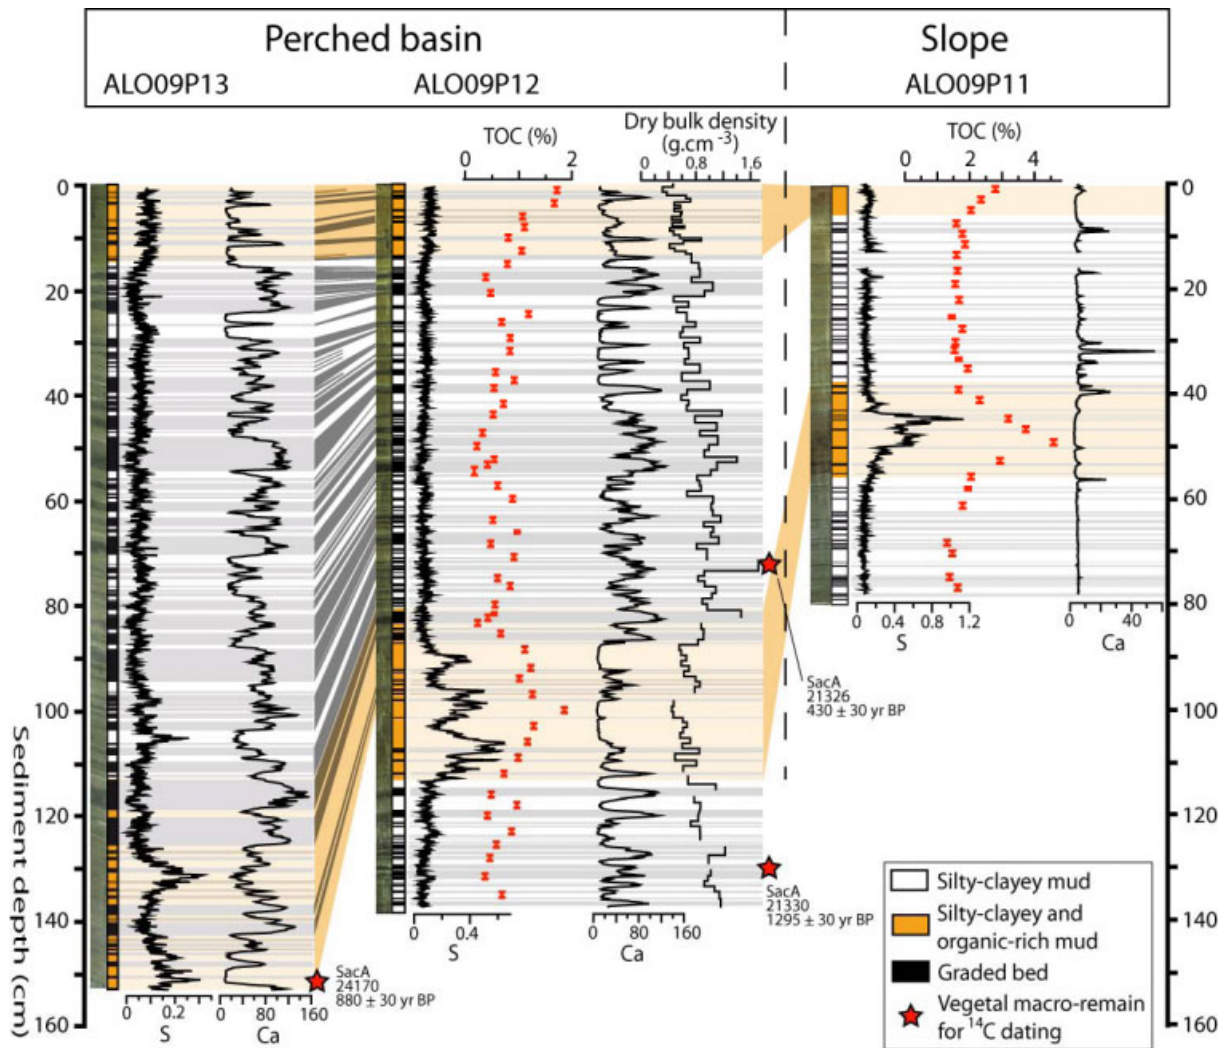 Perched basin
Slope
ALO09P13
ALO09P12
ALO09P11
TOC (%)
0 2
Dry bulk density
(g.cm-3)
0 0.8 1.6
TOC (%)
0 2 4
0
20
40
60
80
100
120
140
160
Sediment depth (cm)
0
20
40
60
80
100
120
140
160
0 0.4 0.8 1.2
S
0 40
Ca
SacA
21326
430 ± 30 yr BP
SacA
21330
1295 ± 30 yr BP
0 0.4
S
0 80 160
Ca
SacA
24170
880 ± 30 yr BP
0 0.2
S
0 80 160
Ca
Silty-clayey mud
Silty-clayey and
organic-rich mud
Graded bed
Vegetal macro-remain
for 14C dating